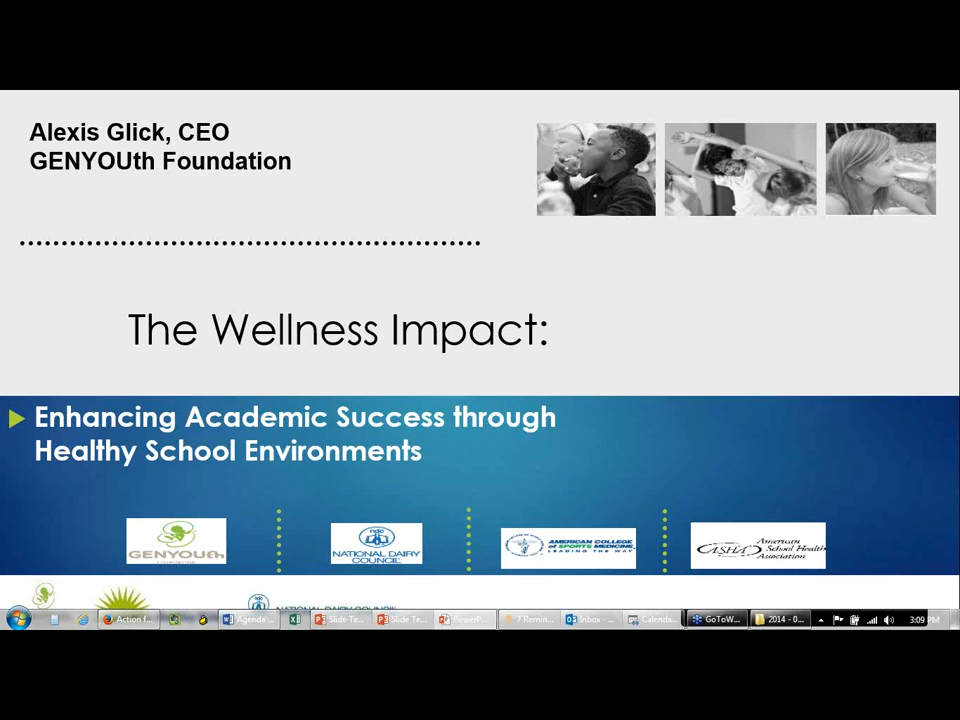 Alexis Glick, CEO
GENYOUth Foundation
The Wellness Impact:
Enhancing Academic Success through
Healthy School Environments
GENYOUth
ndc
NATIONAL DAIRY
COUNCIL
AMERICAN COLLEGE
of SPORTS MEDICINE
LEADING THE WAY
ASHA American
School Health
Association
NATIONAL DAIRY COUNCIL
Action f...
Agenda
Slide Te...
Slide Te...
PowerP...
7 Remin...
Inbox - ...
Calenda...
GoToW...
2014 - 0...
3:09 PM